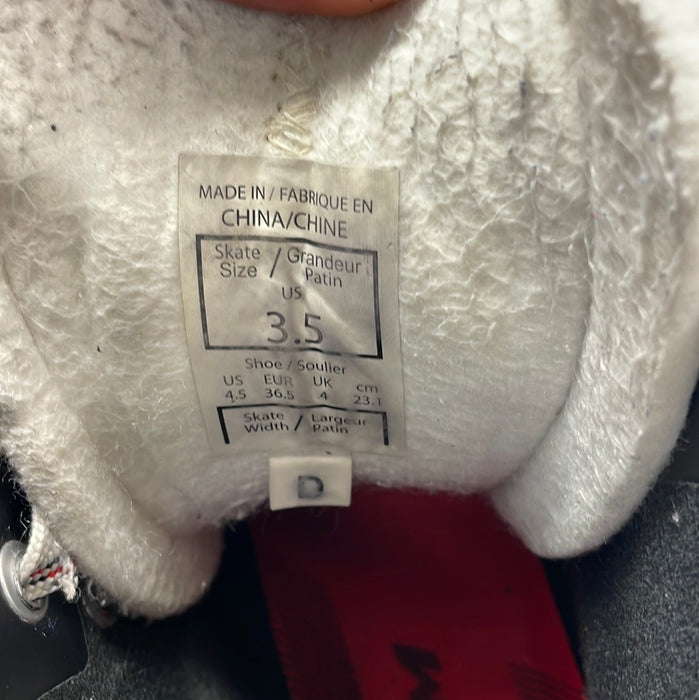 MADE IN / FABRIQUE EN
CHINA/CHINE
Skate / Grandeur
Size Patin
US
3.5
Shoe / Soulier
US EUR UK cm
4.5 36.5 4 23.1
Skate / Largeur
Width Patin
D